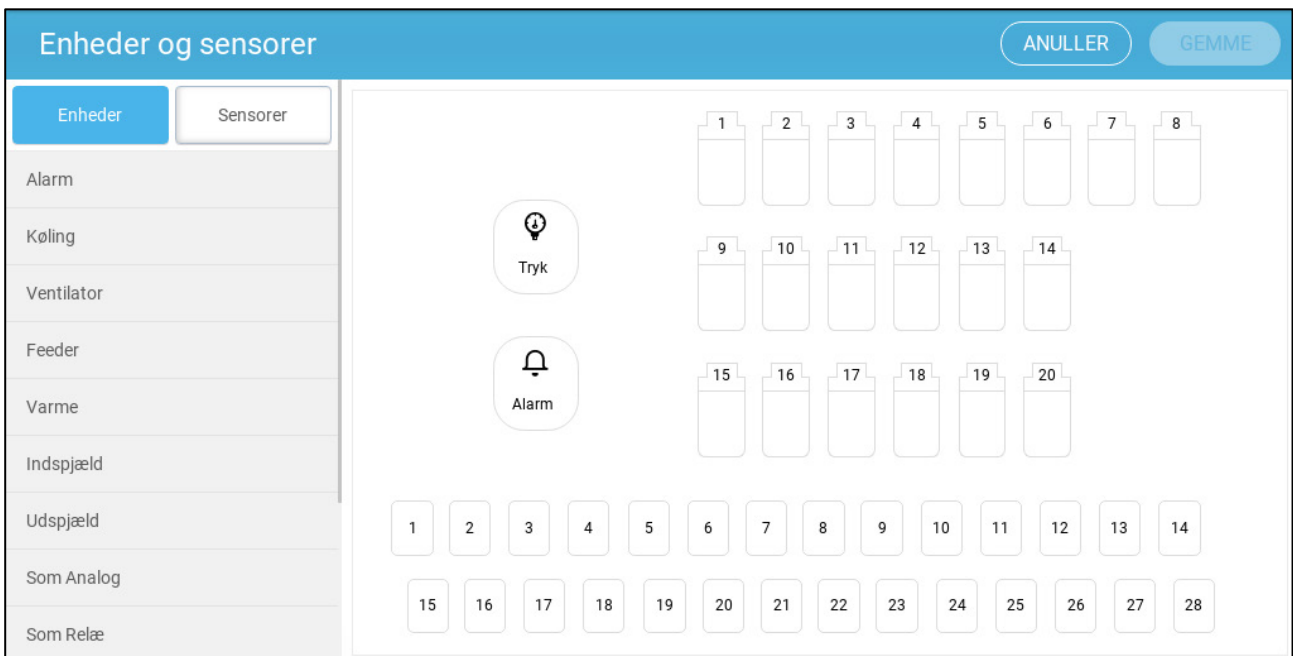 Enheder og sensorer ANULLER GEMME
Enheder Sensorer
Alarm
Køling
Ventilator
Feeder
Varme
Indspjæld
Udspjæld
Som Analog
Som Relæ
1 2 3 4 5 6 7 8
Tryk
9 10 11 12 13 14
Alarm
15 16 17 18 19 20
1 2 3 4 5 6 7 8 9 10 11 12 13 14
15 16 17 18 19 20 21 22 23 24 25 26 27 28